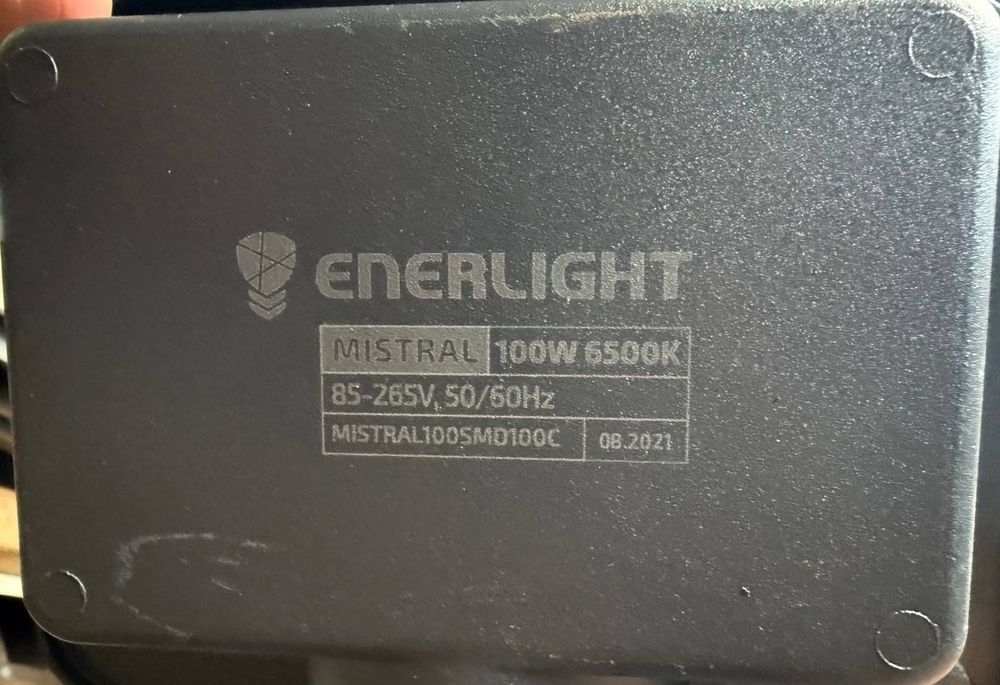 ENERLIGHT
MISTRAL 100W 6500K
85-265V, 50/60Hz
MISTRAL100SMD100C 08.2021